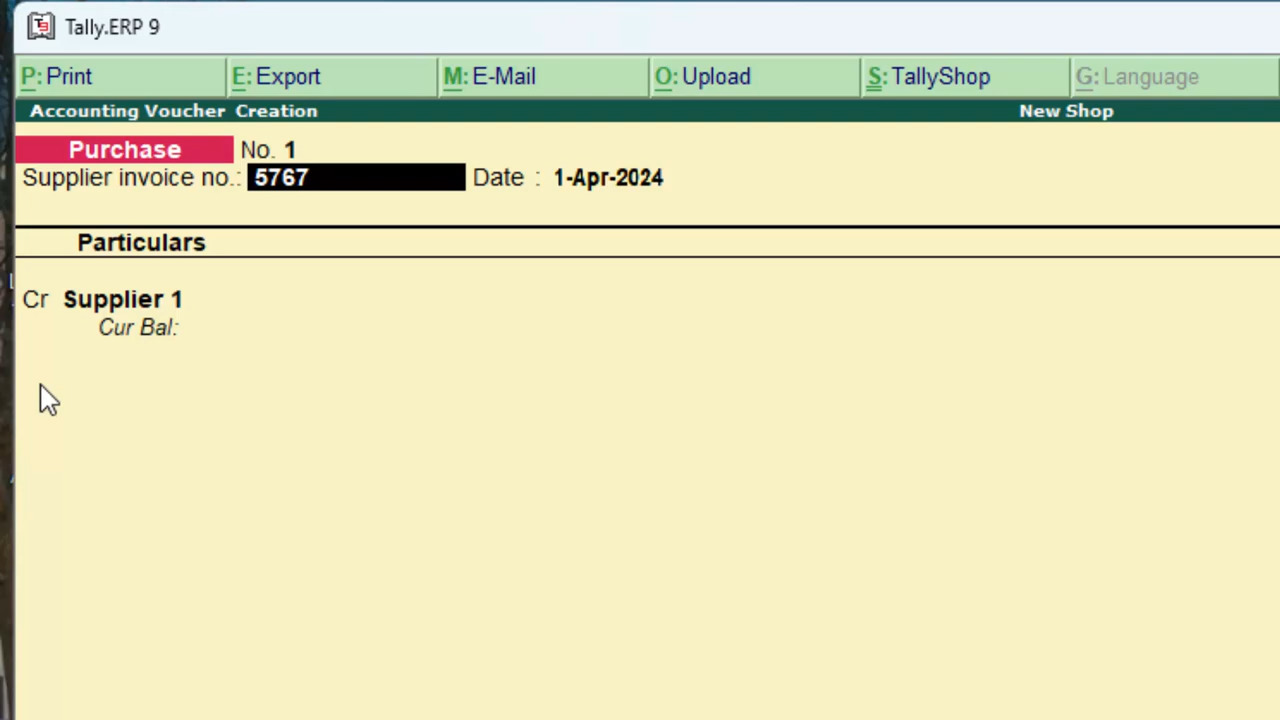 Tally.ERP 9
P: Print E: Export M: E-Mail O: Upload S: TallyShop G: Language
Accounting Voucher Creation New Shop
Purchase No. 1
Supplier invoice no.: 5767 Date : 1-Apr-2024
Particulars
Cr Supplier 1
Cur Bal: